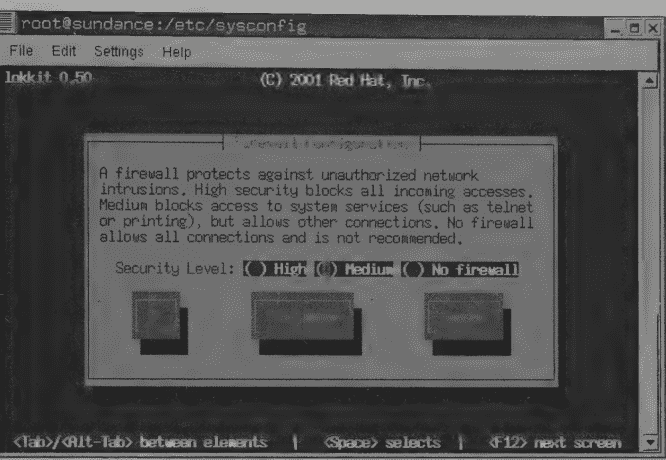 root@sundance:/etc/sysconfig
File Edit Settings Help
lokkit 0.50 (C) 2001 Red Hat, Inc.
Firewall Configuration
A firewall protects against unauthorized network
intrusions. High security blocks all incoming accesses.
Medium blocks access to system services (such as telnet
or printing), but allows other connections. No firewall
allows all connections and is not recommended.
Security Level: ( ) High (*) Medium ( ) No firewall
<Tab>/<Alt-Tab> between elements | <Space> selects | <F12> next screen